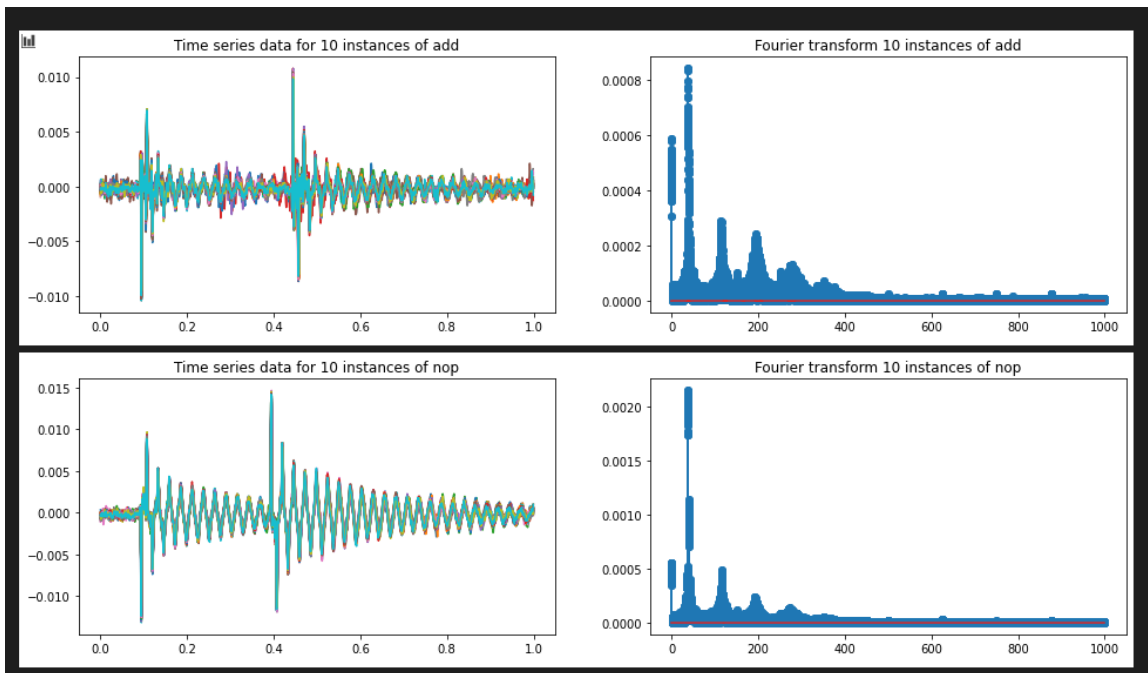 Time series data for 10 instances of add
0.010
0.005
0.000
−0.005
−0.010
0.0 0.2 0.4 0.6 0.8 1.0
Fourier transform 10 instances of add
0.0008
0.0006
0.0004
0.0002
0.0000
0 200 400 600 800 1000
Time series data for 10 instances of nop
0.015
0.010
0.005
0.000
−0.005
−0.010
0.0 0.2 0.4 0.6 0.8 1.0
Fourier transform 10 instances of nop
0.0020
0.0015
0.0010
0.0005
0.0000
0 200 400 600 800 1000